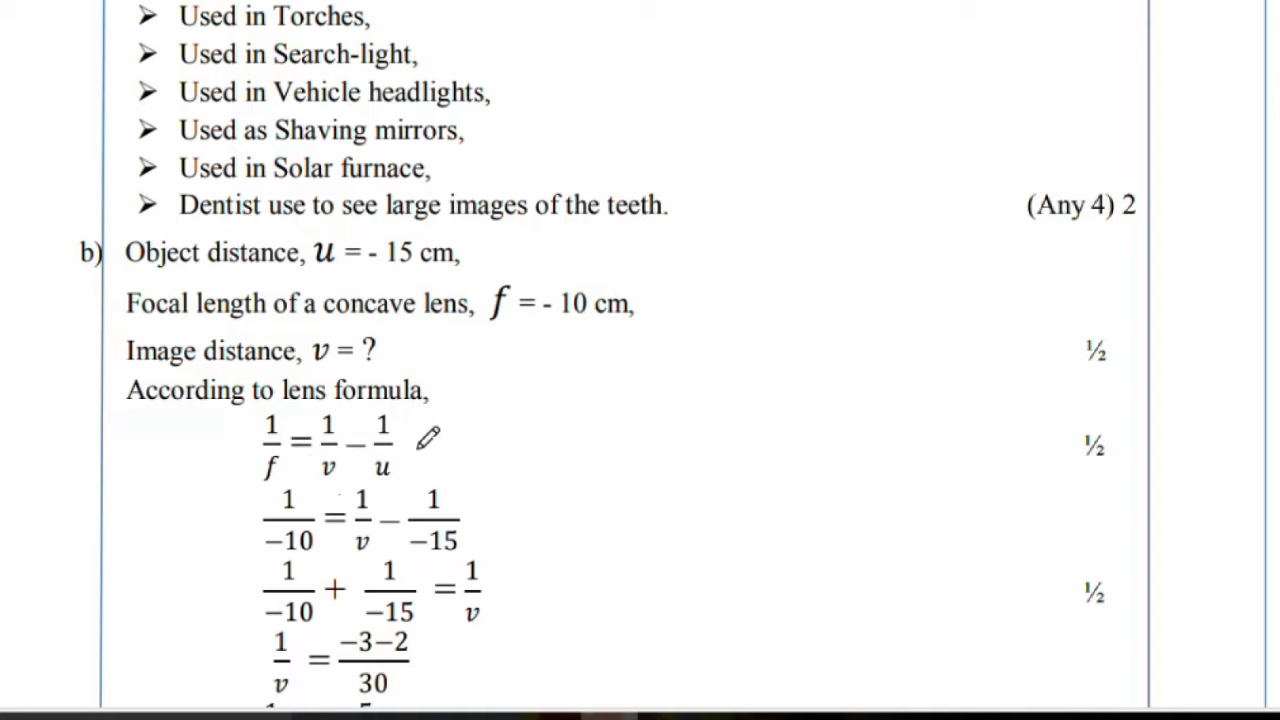 ➢ Used in Torches,
➢ Used in Search-light,
➢ Used in Vehicle headlights,
➢ Used as Shaving mirrors,
➢ Used in Solar furnace,
➢ Dentist use to see large images of the teeth. (Any 4) 2
b) Object distance, u = - 15 cm,
Focal length of a concave lens, f = - 10 cm,
Image distance, v = ? ½
According to lens formula,
1/f = 1/v − 1/u ½
1/−10 = 1/v − 1/−15
1/−10 + 1/−15 = 1/v ½
1/v = −3−2/30